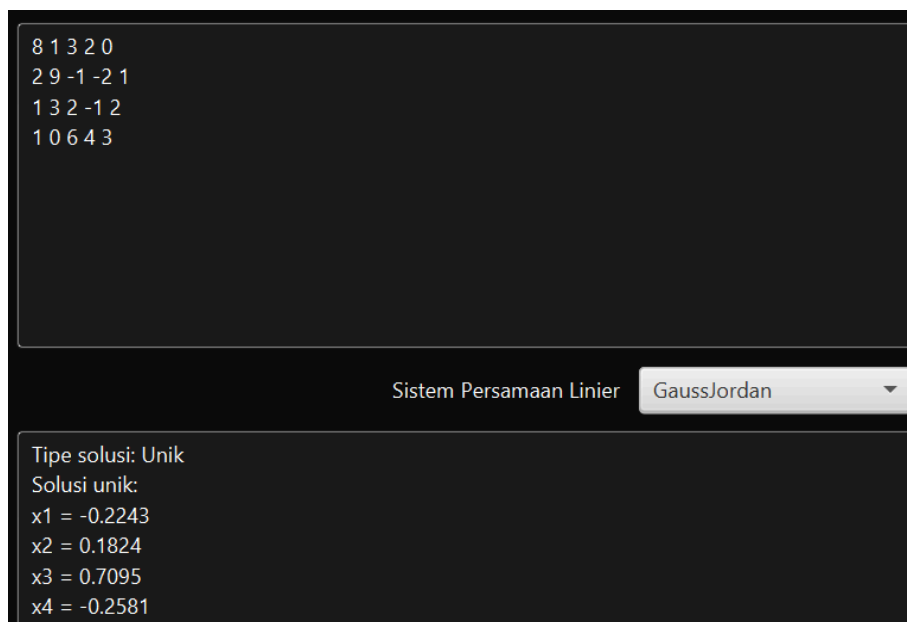 8 1 3 2 0
2 9 -1 -2 1
1 3 2 -1 2
1 0 6 4 3
Sistem Persamaan Linier GaussJordan
Tipe solusi: Unik
Solusi unik:
x1 = -0.2243
x2 = 0.1824
x3 = 0.7095
x4 = -0.2581